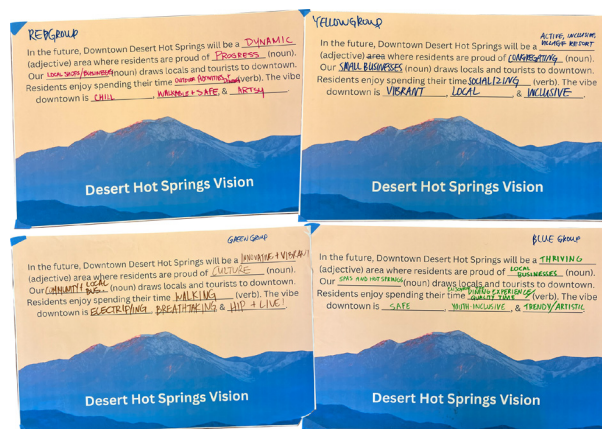 RED GROUP
In the future, Downtown Desert Hot Springs will be a DYNAMIC
(adjective) area where residents are proud of PROGRESS (noun).
Our LOCAL SHOPS/BUSINESSES (noun) draws locals and tourists to downtown.
Residents enjoy spending their time OUTDOOR ACTIVITIES (verb). The vibe
downtown is CHILL, WALKABLE + SAFE, & ARTSY
Desert Hot Springs Vision
YELLOW GROUP
ACTIVE, INCLUSIVE,
VILLAGE RESORT
In the future, Downtown Desert Hot Springs will be a
(adjective) area where residents are proud of CONGREGATING (noun).
Our SMALL BUSINESSES (noun) draws locals and tourists to downtown.
Residents enjoy spending their time SOCIALIZING (verb). The vibe
downtown is VIBRANT, LOCAL, & INCLUSIVE.
Desert Hot Springs Vision
GREEN GROUP
In the future, Downtown Desert Hot Springs will be a INNOVATIVE + VIBRANT
(adjective) area where residents are proud of CULTURE (noun).
Our COMMUNITY & LOCAL BUSI. (noun) draws locals and tourists to downtown.
Residents enjoy spending their time WALKING (verb). The vibe
downtown is ELECTRIFYING, BREATHTAKING & HIP + LIVE!
Desert Hot Springs Vision
BLUE GROUP
In the future, Downtown Desert Hot Springs will be a THRIVING
(adjective) area where residents are proud of LOCAL BUSINESSES (noun).
Our SPAS AND HOT SPRINGS (noun) draws locals and tourists to downtown.
Residents enjoy spending their time DINING EXPERIENCES/ QUALITY TIME (verb). The vibe
downtown is SAFE, YOUTH-INCLUSIVE, & TRENDY/ARTISTIC
Desert Hot Springs Vision